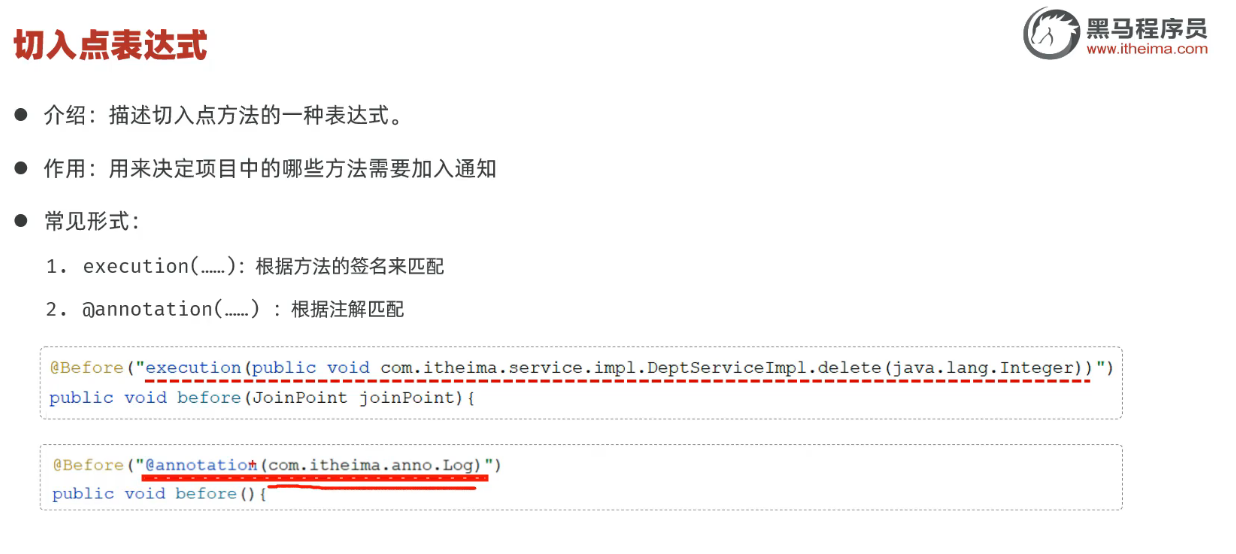 切入点表达式
黑马程序员
www.itheima.com
● 介绍：描述切入点方法的一种表达式。
● 作用：用来决定项目中的哪些方法需要加入通知
● 常见形式：
1. execution(……)：根据方法的签名来匹配
2. @annotation(……) ：根据注解匹配
@Before("execution(public void com.itheima.service.impl.DeptServiceImpl.delete(java.lang.Integer))")
public void before(JoinPoint joinPoint){
@Before("@annotation(com.itheima.anno.Log)")
public void before(){